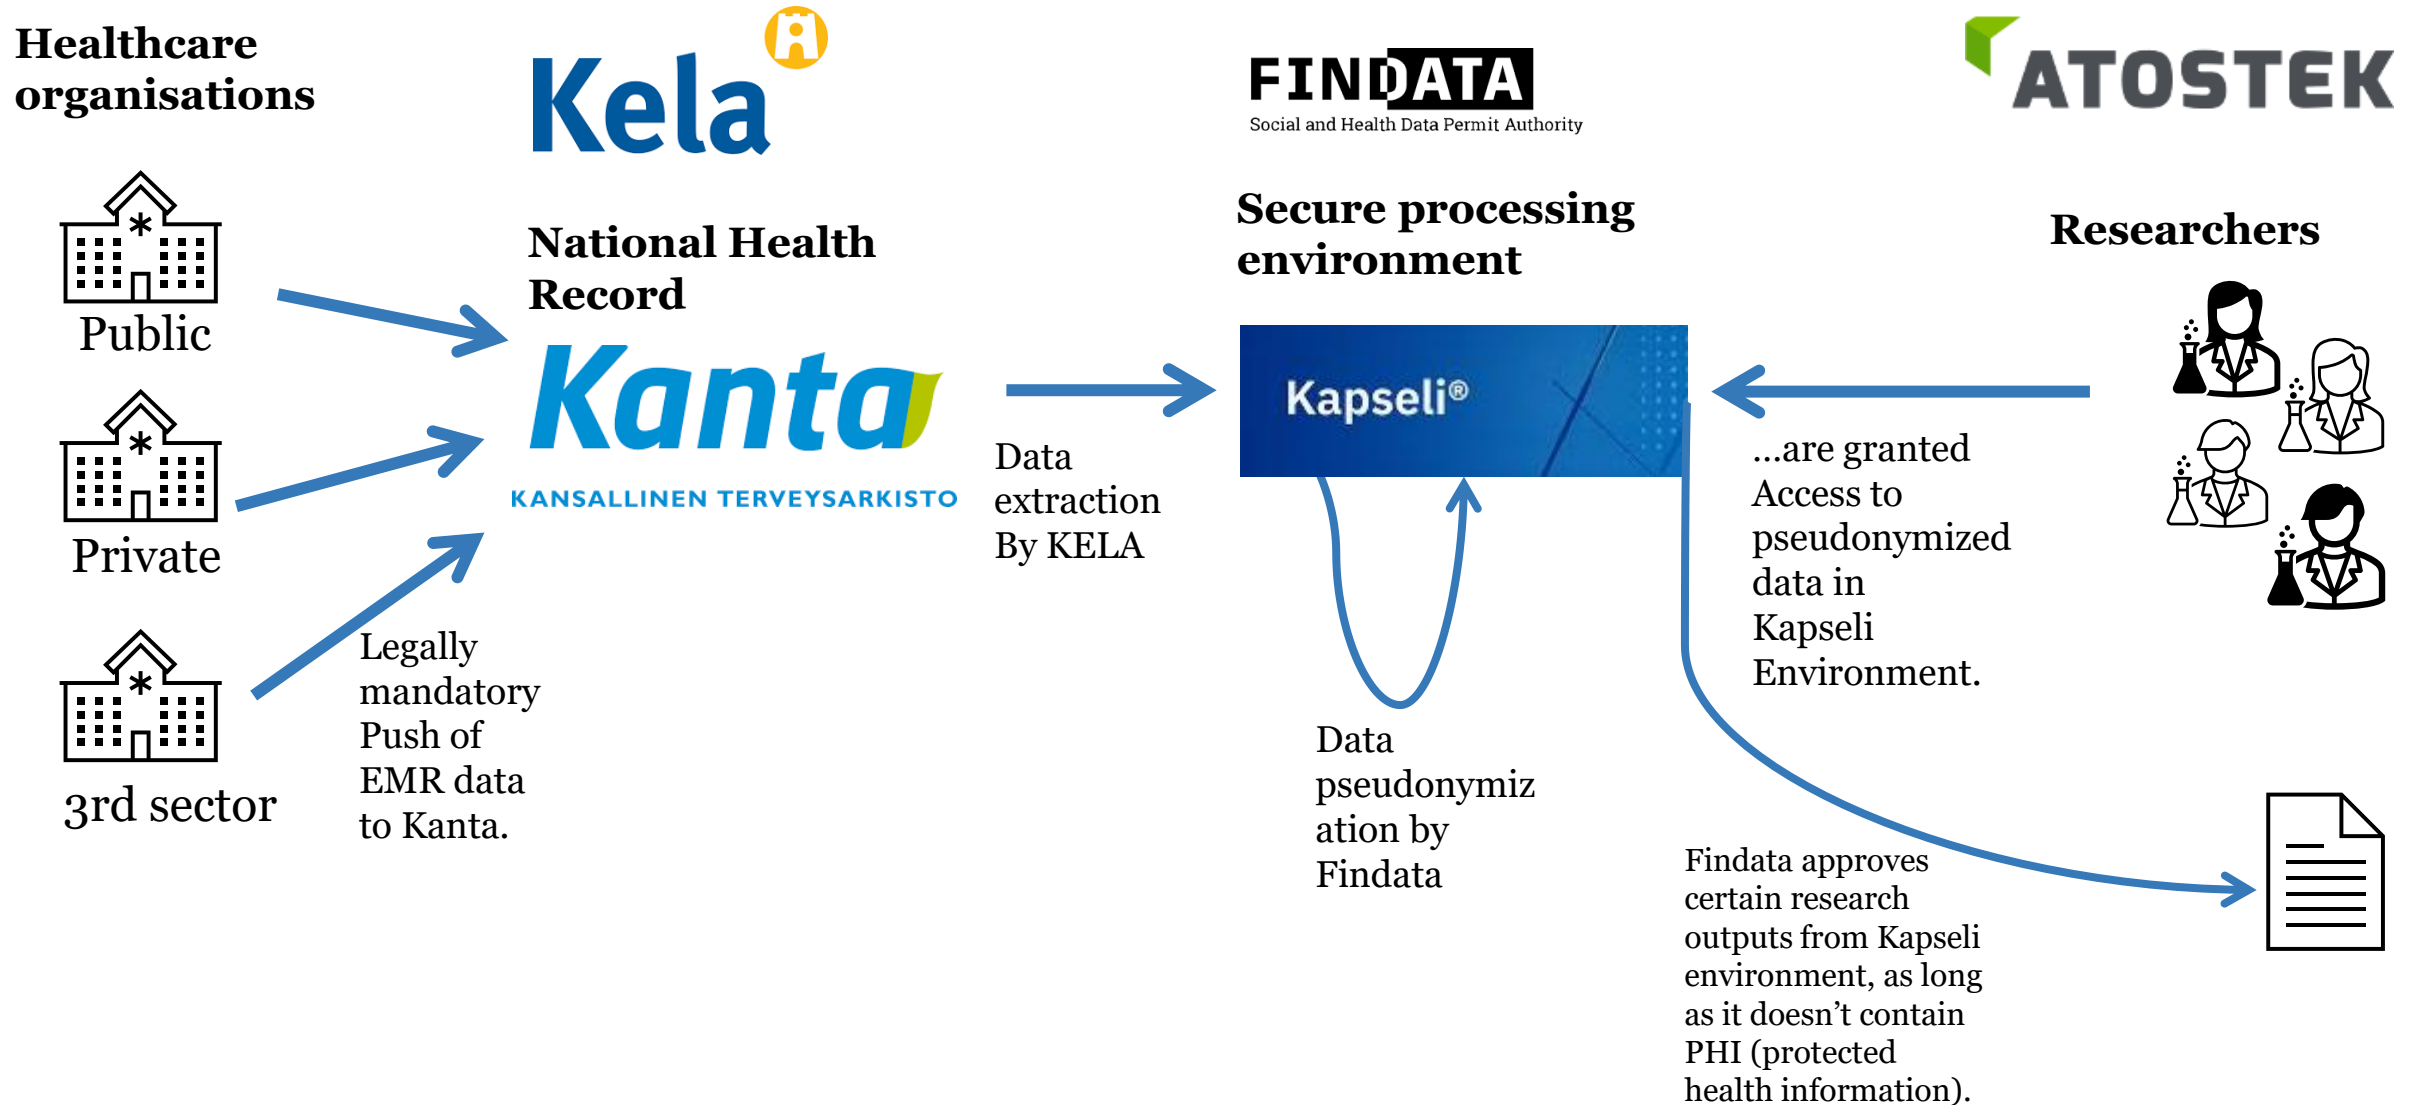 Healthcare
organisations
Public
Private
3rd sector
Legally
mandatory
Push of
EMR data
to Kanta.
Kela
National Health
Record
Kanta
KANSALLINEN TERVEYSARKISTO
Data
extraction
By KELA
FINDATA
Social and Health Data Permit Authority
Secure processing
environment
Kapseli®
Data
pseudonymiz
ation by
Findata
ATOSTEK
Researchers
...are granted
Access to
pseudonymized
data in
Kapseli
Environment.
Findata approves
certain research
outputs from Kapseli
environment, as long
as it doesn’t contain
PHI (protected
health information).